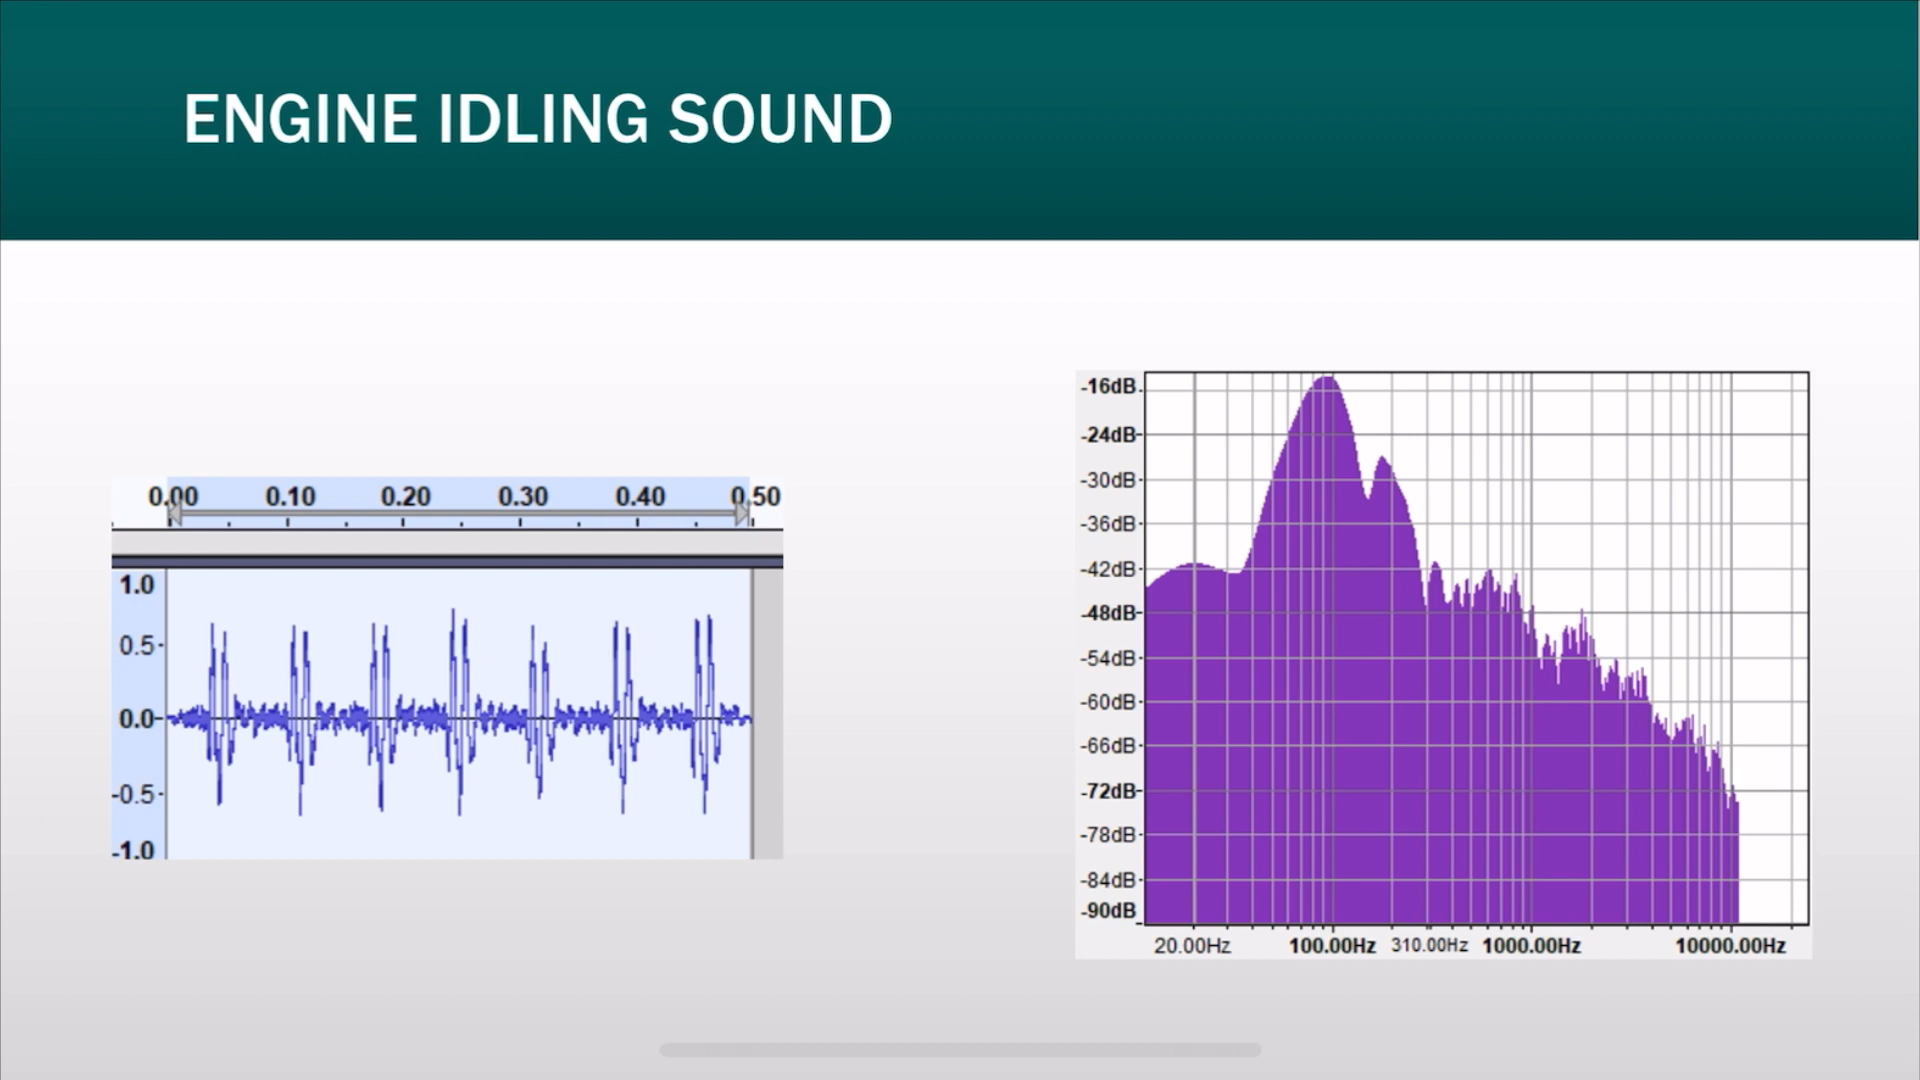 ENGINE IDLING SOUND
0.00 0.10 0.20 0.30 0.40 0.50
1.0
0.5
0.0
-0.5
-1.0
-16dB
-24dB
-30dB
-36dB
-42dB
-48dB
-54dB
-60dB
-66dB
-72dB
-78dB
-84dB
-90dB
20.00Hz 100.00Hz 310.00Hz 1000.00Hz 10000.00Hz